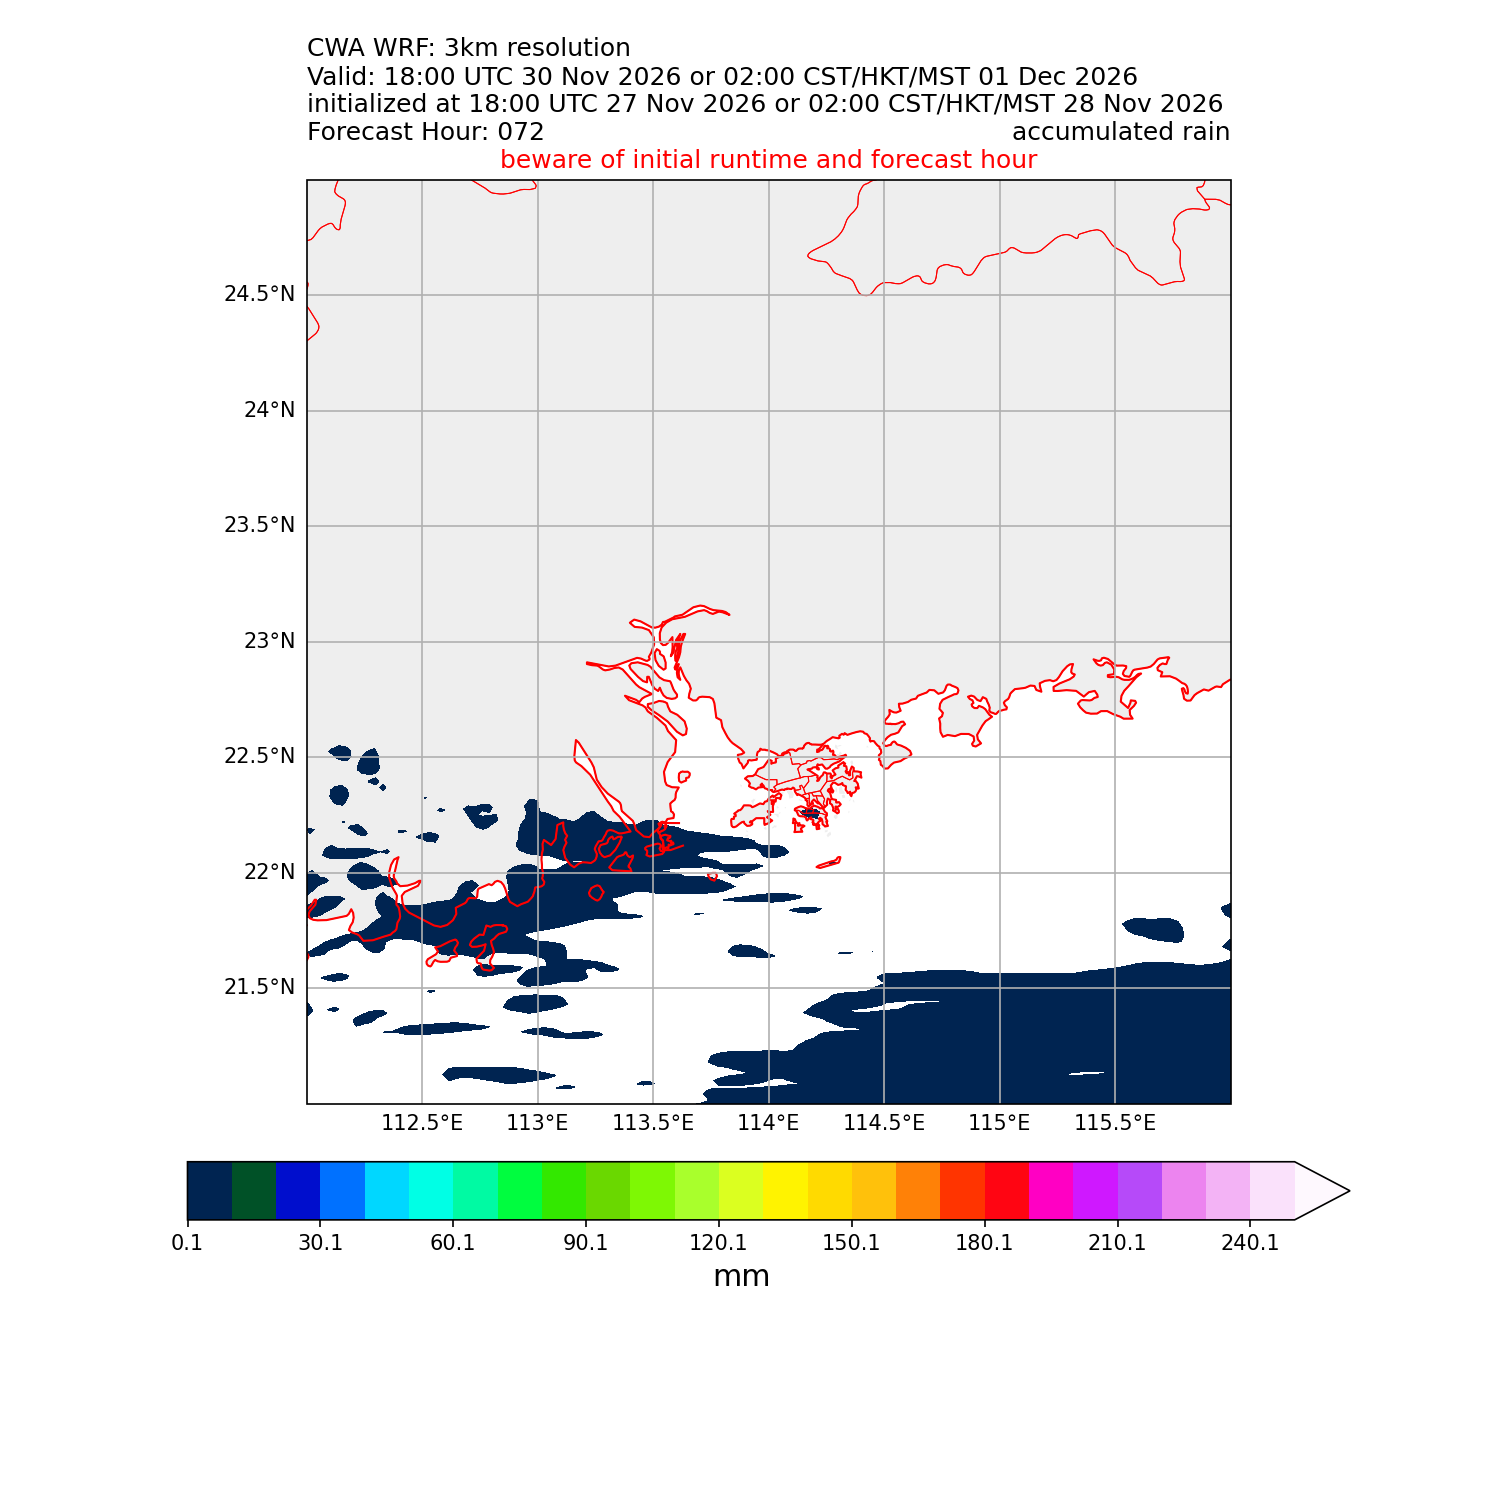 CWA WRF: 3km resolution
Valid: 18:00 UTC 30 Nov 2026 or 02:00 CST/HKT/MST 01 Dec 2026
initialized at 18:00 UTC 27 Nov 2026 or 02:00 CST/HKT/MST 28 Nov 2026
Forecast Hour: 072 accumulated rain
beware of initial runtime and forecast hour
24.5°N
24°N
23.5°N
23°N
22.5°N
22°N
21.5°N
112.5°E 113°E 113.5°E 114°E 114.5°E 115°E 115.5°E
0.1 30.1 60.1 90.1 120.1 150.1 180.1 210.1 240.1
mm